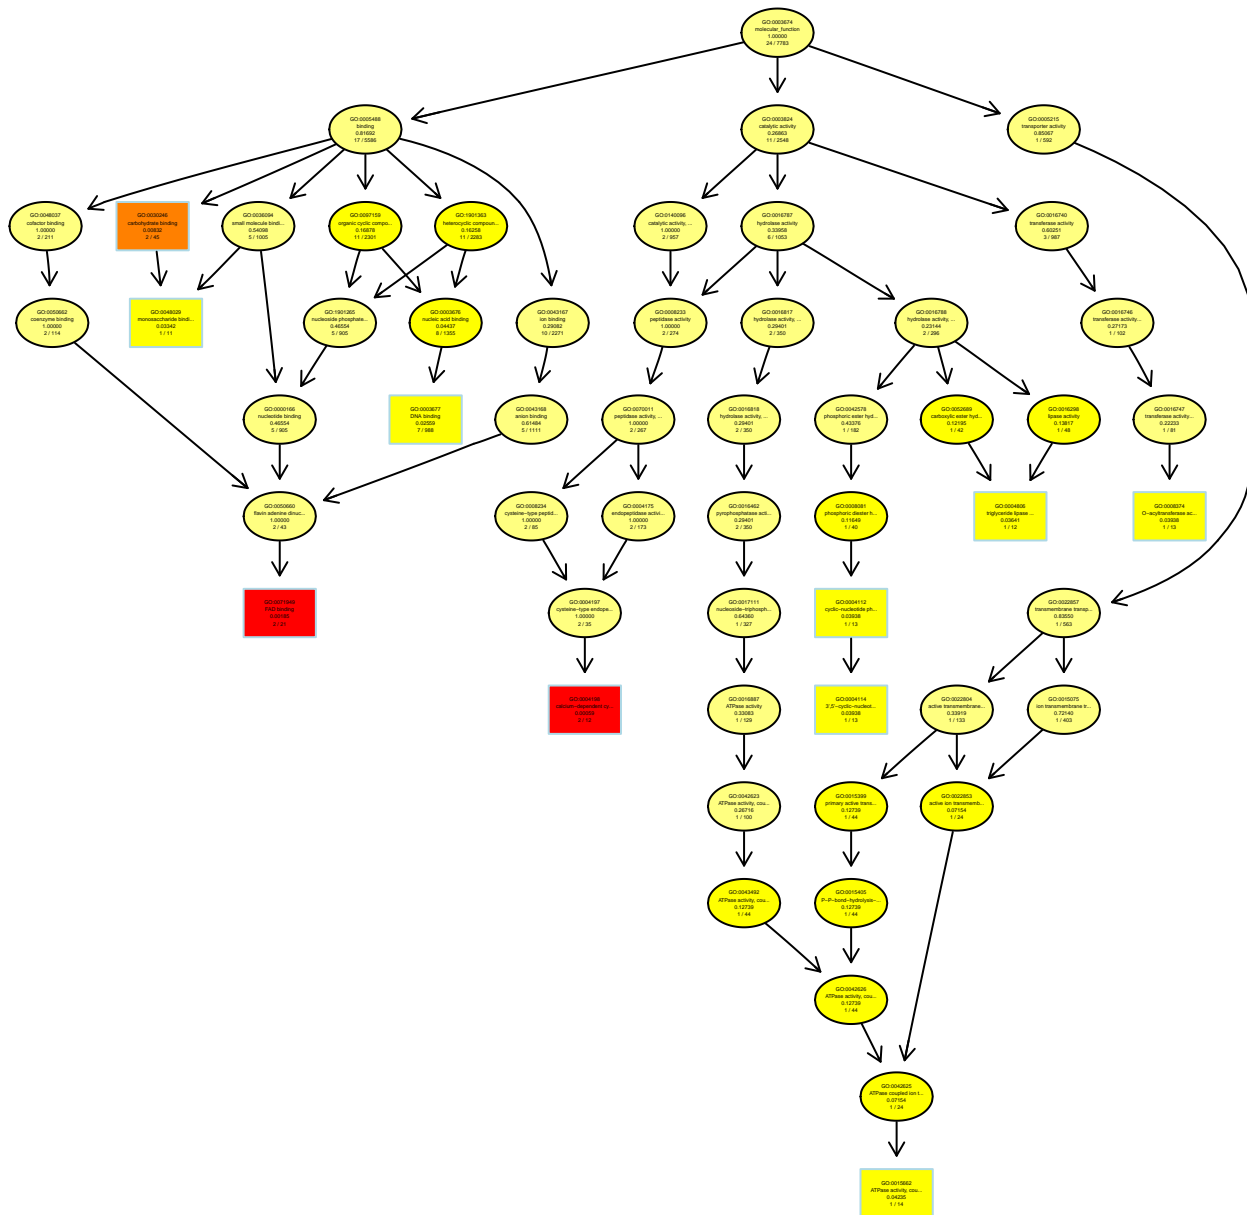 GO:0003674
molecular_function
1.00000
24 / 7783
GO:0005488
binding
0.81692
17 / 5586
GO:0003824
catalytic activity
0.26863
11 / 2548
GO:0005215
transporter activity
0.85067
1 / 592
GO:0048037
cofactor binding
1.00000
2 / 211
GO:0030246
carbohydrate binding
0.00832
2 / 45
GO:0036094
small molecule bindi...
0.54098
5 / 1005
GO:0097159
organic cyclic compo...
0.16878
11 / 2301
GO:1901363
heterocyclic compoun...
0.16258
11 / 2283
GO:0140096
catalytic activity, ...
1.00000
2 / 957
GO:0016787
hydrolase activity
0.33958
6 / 1053
GO:0016740
transferase activity
0.60251
3 / 987
GO:0050662
coenzyme binding
1.00000
2 / 114
GO:0048029
monosaccharide bindi...
0.03342
1 / 11
GO:1901265
nucleoside phosphate...
0.46554
5 / 905
GO:0003676
nucleic acid binding
0.04437
8 / 1355
GO:0043167
ion binding
0.29082
10 / 2271
GO:0008233
peptidase activity
1.00000
2 / 274
GO:0016817
hydrolase activity, ...
0.29401
2 / 350
GO:0016788
hydrolase activity, ...
0.23144
2 / 296
GO:0016746
transferase activity...
0.27173
1 / 102
GO:0000166
nucleotide binding
0.46554
5 / 905
GO:0003677
DNA binding
0.02559
7 / 988
GO:0043168
anion binding
0.61484
5 / 1111
GO:0070011
peptidase activity, ...
1.00000
2 / 267
GO:0016818
hydrolase activity, ...
0.29401
2 / 350
GO:0042578
phosphoric ester hyd...
0.43376
1 / 182
GO:0052689
carboxylic ester hyd...
0.12195
1 / 42
GO:0016298
lipase activity
0.13817
1 / 48
GO:0016747
transferase activity...
0.22233
1 / 81
GO:0050660
flavin adenine dinuc...
1.00000
2 / 43
GO:0008234
cysteine−type peptid...
1.00000
2 / 85
GO:0004175
endopeptidase activi...
1.00000
2 / 173
GO:0016462
pyrophosphatase acti...
0.29401
2 / 350
GO:0008081
phosphoric diester h...
0.11649
1 / 40
GO:0004806
triglyceride lipase ...
0.03641
1 / 12
GO:0008374
O−acyltransferase ac...
0.03938
1 / 13
GO:0071949
FAD binding
2 / 21
GO:0004197
cysteine−type endope...
1.00000
2 / 35
GO:0017111
nucleoside−triphosph...
0.64360
1 / 327
GO:0004112
cyclic−nucleotide ph...
0.03938
1 / 13
GO:0022857
transmembrane transp...
0.83550
1 / 563
GO:0004198
calcium−dependent cy...
2 / 12
GO:0016887
ATPase activity
0.33083
1 / 129
GO:0004114
3',5'−cyclic−nucleot...
0.03938
1 / 13
GO:0022804
active transmembrane...
0.33919
1 / 133
GO:0015075
ion transmembrane tr...
0.72140
1 / 403
GO:0042623
ATPase activity, cou...
0.26716
1 / 100
GO:0015399
primary active trans...
0.12739
1 / 44
GO:0022853
active ion transmemb...
0.07154
1 / 24
GO:0043492
ATPase activity, cou...
0.12739
1 / 44
GO:0015405
P−P−bond−hydrolysis−...
0.12739
1 / 44
GO:0042626
ATPase activity, cou...
0.12739
1 / 44
GO:0042625
ATPase coupled ion t...
0.07154
1 / 24
GO:0015662
ATPase activity, cou...
0.04235
1 / 14